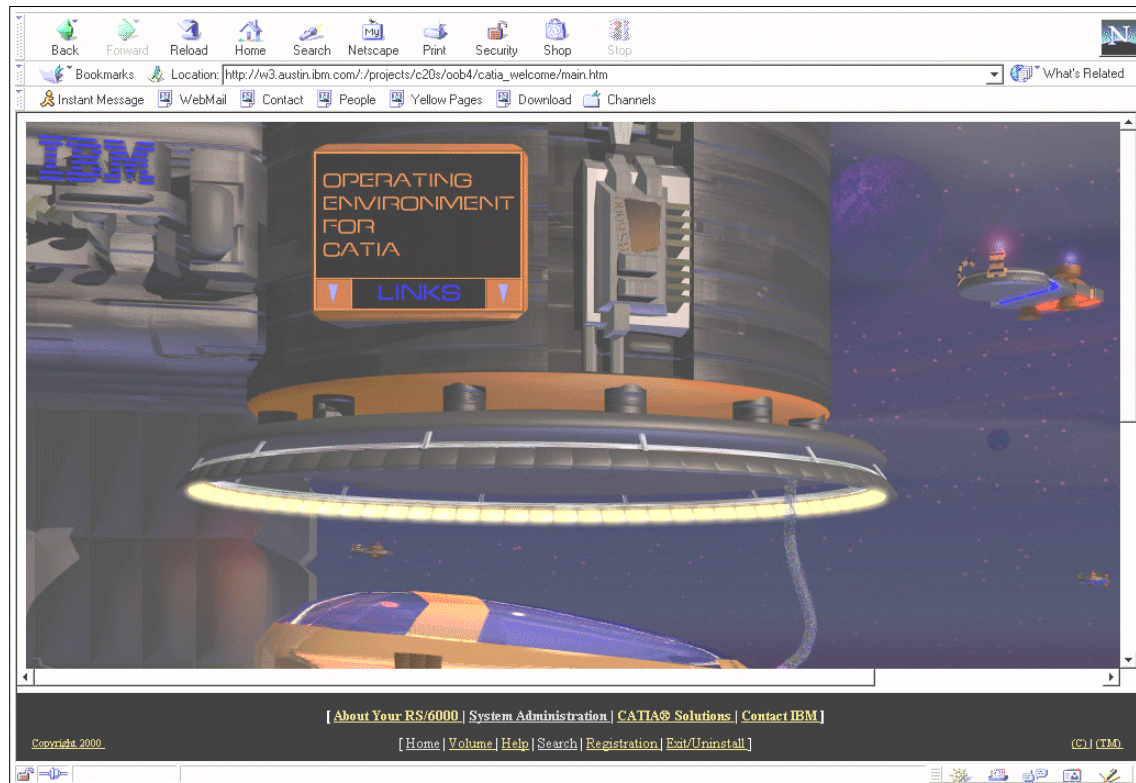 Back Forward Reload Home Search Netscape Print Security Shop Stop
My
N
Bookmarks Location: http://w3.austin.ibm.com/:/projects/c20s/oob4/catia_welcome/main.htm What's Related
Instant Message WebMail Contact People Yellow Pages Download Channels
IBM
OPERATING
ENVIRONMENT
FOR
CATIA
LINKS
RS6000
[ About Your RS/6000 | System Administration | CATIA® Solutions | Contact IBM ]
Copyright 2000 [ Home | Volume | Help | Search | Registration | Exit/Uninstall ] (C) | (TM)